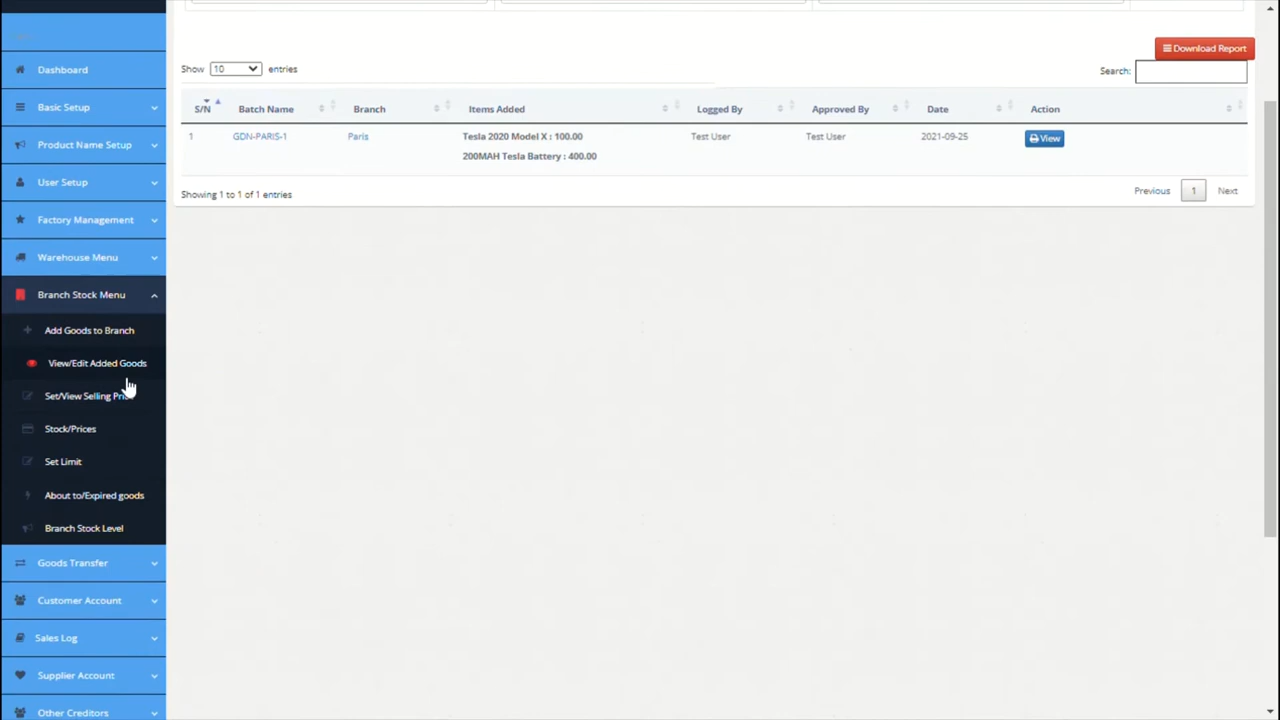 Download Report
Show 10 entries
Search:
S/N Batch Name Branch Items Added Logged By Approved By Date Action
1 GDN-PARIS-1 Paris Tesla 2020 Model X : 100.00 Test User Test User 2021-09-25 View
200MAH Tesla Battery : 400.00
Showing 1 to 1 of 1 entries
Previous 1 Next
Dashboard
Basic Setup
Product Name Setup
User Setup
Factory Management
Warehouse Menu
Branch Stock Menu
Add Goods to Branch
View/Edit Added Goods
Set/View Selling
Stock/Prices
Set Limit
About to/Expired goods
Branch Stock Level
Goods Transfer
Customer Account
Sales Log
Supplier Account
Other Creditors